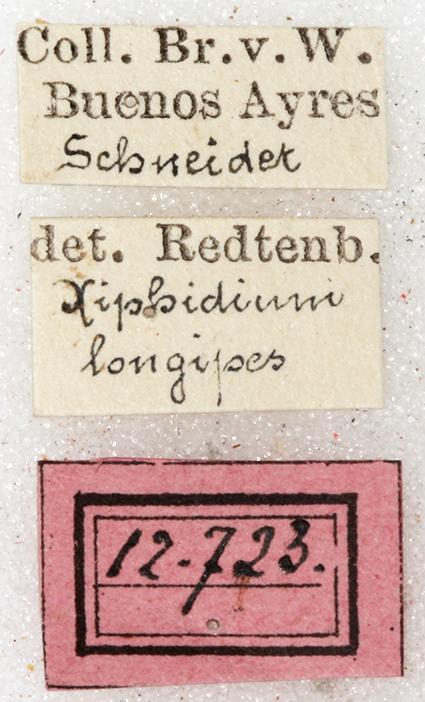 Coll. Br.v.W.
Buenos Ayres
Schneider
det. Redtenb.
Xiphidium
longipes
12.723.